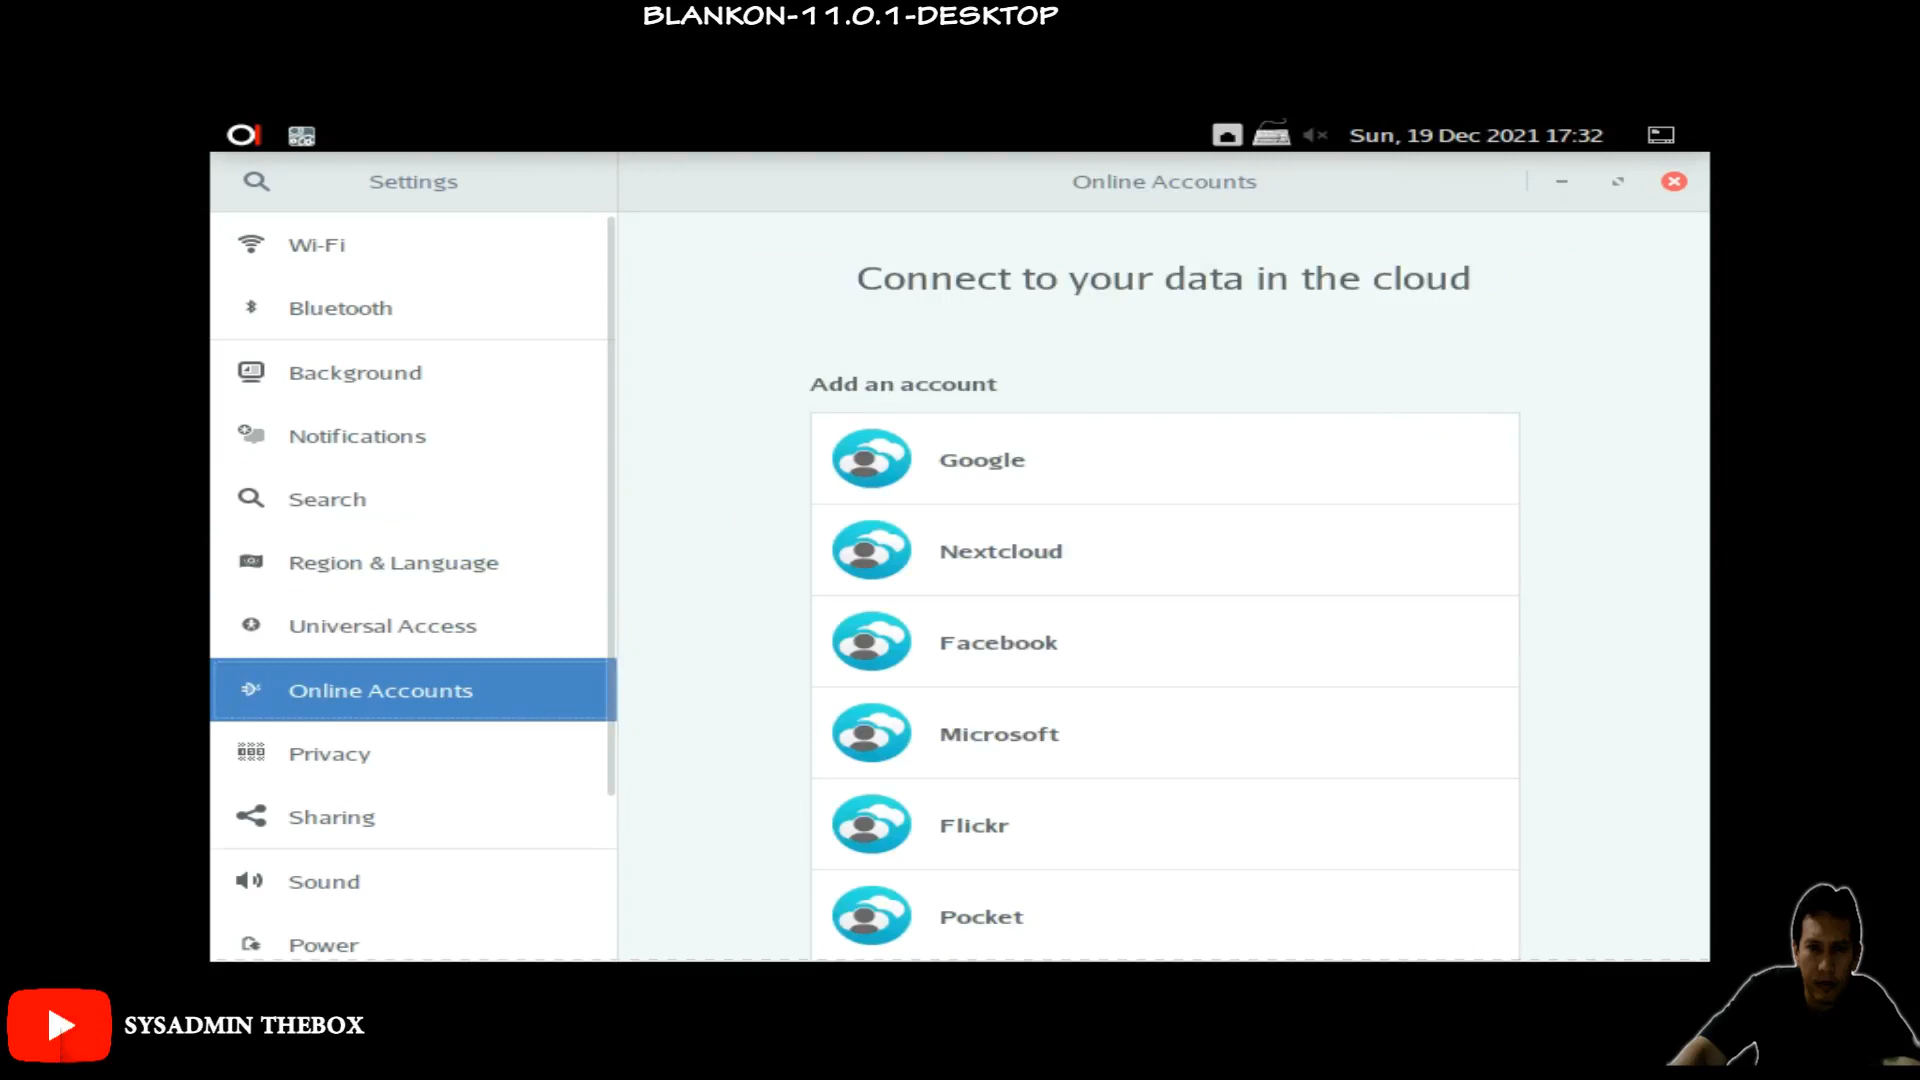 BLANKON-11.0.1-DESKTOP
Sun, 19 Dec 2021 17:32
Settings
Online Accounts
Wi-Fi
Bluetooth
Background
Notifications
Search
Region & Language
Universal Access
Online Accounts
Privacy
Sharing
Sound
Power
Connect to your data in the cloud
Add an account
Google
Nextcloud
Facebook
Microsoft
Flickr
Pocket
SYSADMIN THEBOX